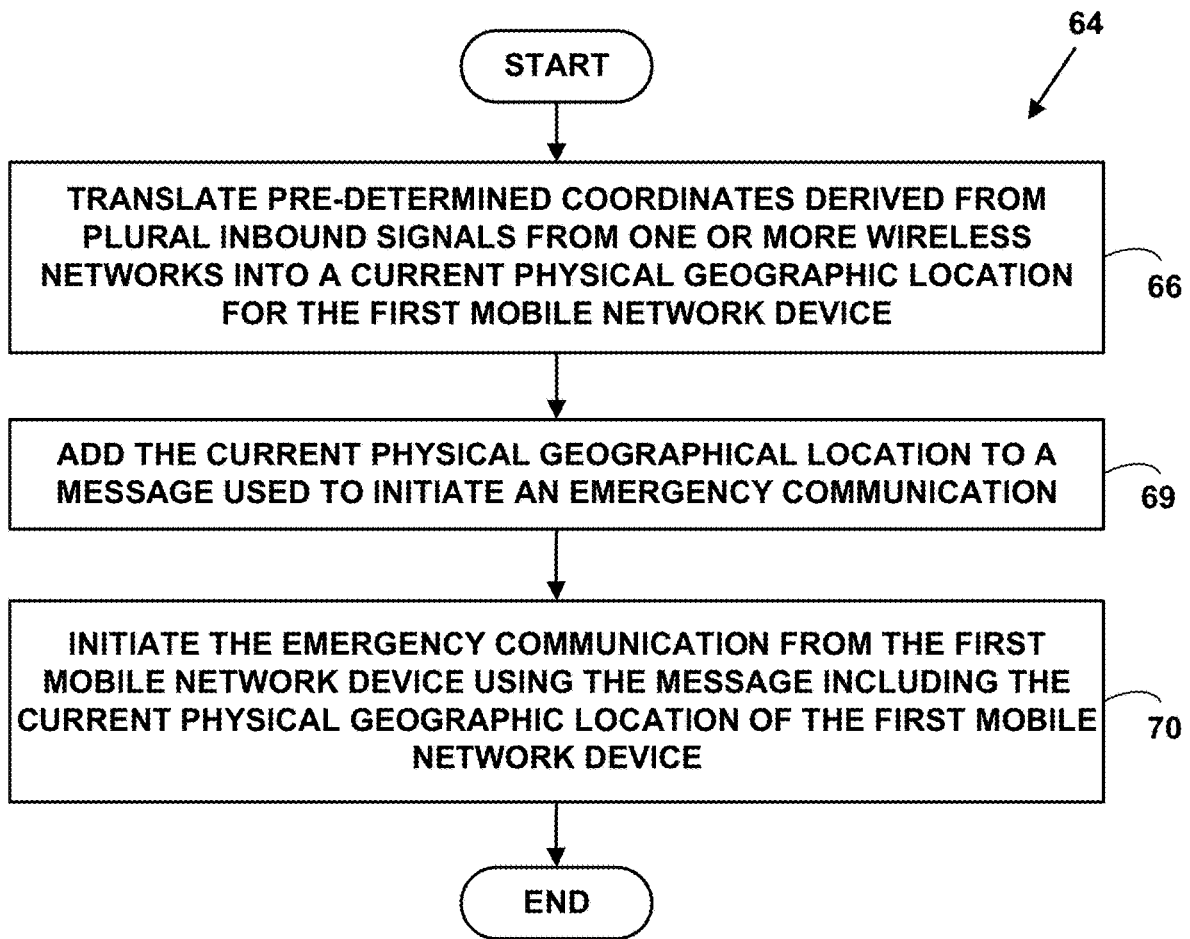 64
START
TRANSLATE PRE-DETERMINED COORDINATES DERIVED FROM
PLURAL INBOUND SIGNALS FROM ONE OR MORE WIRELESS
NETWORKS INTO A CURRENT PHYSICAL GEOGRAPHIC LOCATION
FOR THE FIRST MOBILE NETWORK DEVICE
66
ADD THE CURRENT PHYSICAL GEOGRAPHICAL LOCATION TO A
MESSAGE USED TO INITIATE AN EMERGENCY COMMUNICATION
69
INITIATE THE EMERGENCY COMMUNICATION FROM THE FIRST
MOBILE NETWORK DEVICE USING THE MESSAGE INCLUDING THE
CURRENT PHYSICAL GEOGRAPHIC LOCATION OF THE FIRST MOBILE
NETWORK DEVICE
70
END